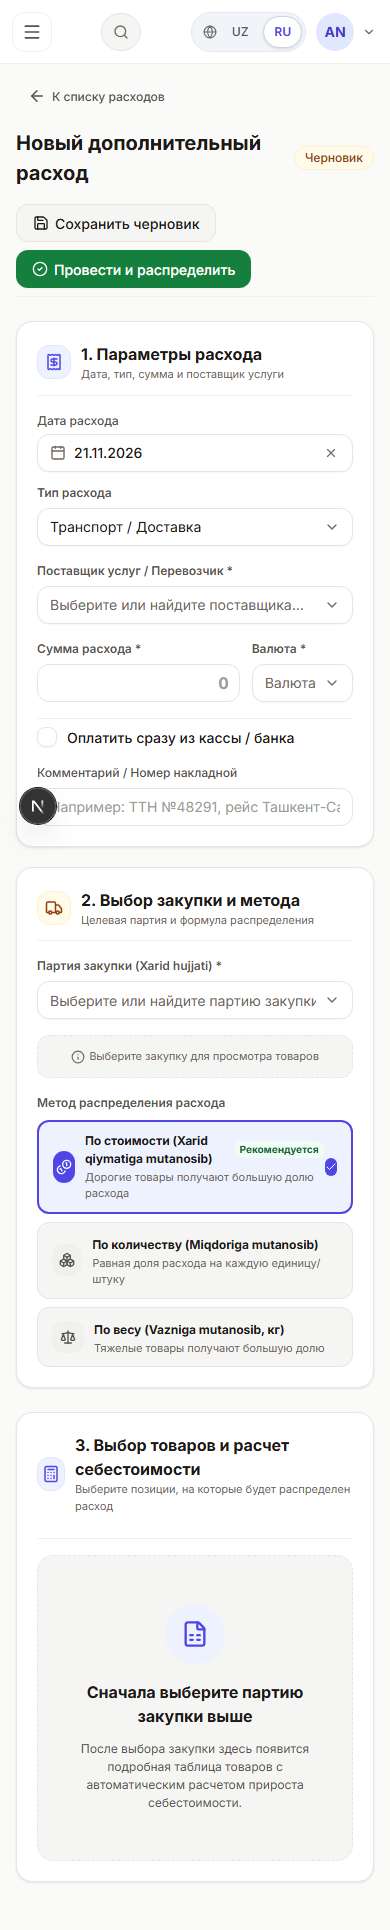 UZ
RU
AN
К списку расходов
Новый дополнительный
расход
Черновик
Сохранить черновик
Провести и распределить
1. Параметры расхода
Дата, тип, сумма и поставщик услуги
Дата расхода
21.11.2026
Тип расхода
Транспорт / Доставка
Поставщик услуг / Перевозчик *
Выберите или найдите поставщика...
Сумма расхода *
Валюта *
0
Валюта
Оплатить сразу из кассы / банка
Комментарий / Номер накладной
N
Например: ТТН №48291, рейс Ташкент-Са
2. Выбор закупки и метода
Целевая партия и формула распределения
Партия закупки (Xarid hujjati) *
Выберите или найдите партию закупки
Выберите закупку для просмотра товаров
Метод распределения расхода
По стоимости (Xarid
qiymatiga mutanosib)
Рекомендуется
Дорогие товары получают большую долю
расхода
По количеству (Miqdoriga mutanosib)
Равная доля расхода на каждую единицу/
штуку
По весу (Vazniga mutanosib, кг)
Тяжелые товары получают большую долю
3. Выбор товаров и расчет
себестоимости
Выберите позиции, на которые будет распределен
расход
Сначала выберите партию
закупки выше
После выбора закупки здесь появится
подробная таблица товаров с
автоматическим расчетом прироста
себестоимости.